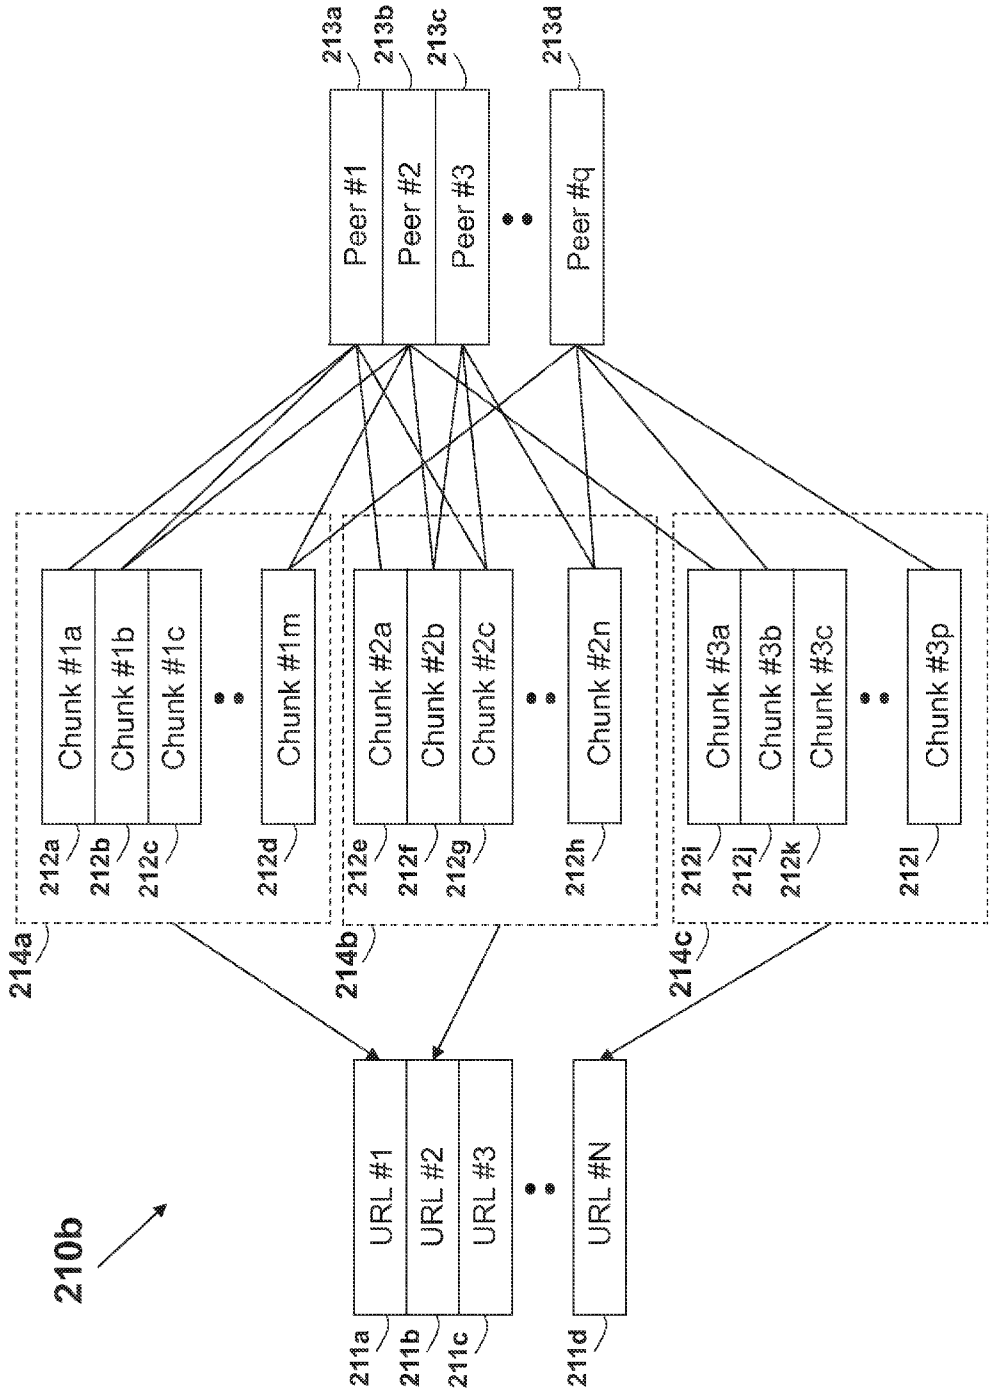 210b
211a
URL #1
211b
URL #2
211c
URL #3
211d
URL #N
214a
212a
Chunk #1a
212b
Chunk #1b
212c
Chunk #1c
212d
Chunk #1m
214b
212e
Chunk #2a
212f
Chunk #2b
212g
Chunk #2c
212h
Chunk #2n
214c
212i
Chunk #3a
212j
Chunk #3b
212k
Chunk #3c
212l
Chunk #3p
Peer #1
213a
Peer #2
213b
Peer #3
213c
Peer #q
213d